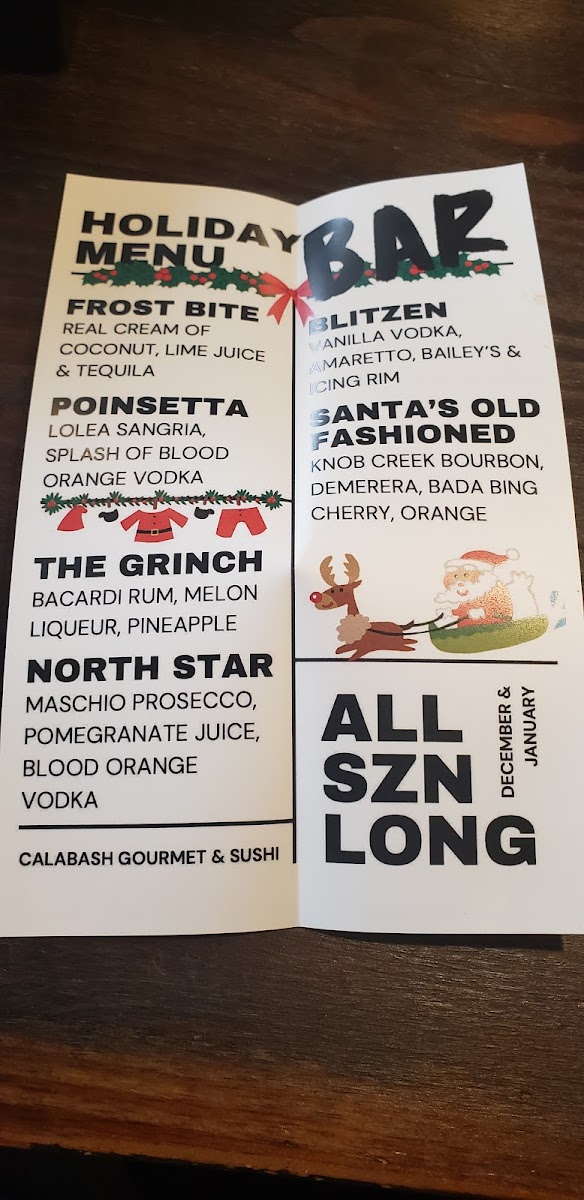 HOLIDAY
MENU
FROST BITE
REAL CREAM OF
COCONUT, LIME JUICE
& TEQUILA
POINSETTA
LOLEA SANGRIA,
SPLASH OF BLOOD
ORANGE VODKA
THE GRINCH
BACARDI RUM, MELON
LIQUEUR, PINEAPPLE
NORTH STAR
MASCHIO PROSECCO,
POMEGRANATE JUICE,
BLOOD ORANGE
VODKA
CALABASH GOURMET & SUSHI
BAR
BLITZEN
VANILLA VODKA,
AMARETTO, BAILEY'S &
ICING RIM
SANTA'S OLD
FASHIONED
KNOB CREEK BOURBON,
DEMERERA, BADA BING
CHERRY, ORANGE
ALL
SZN
LONG
DECEMBER &
JANUARY